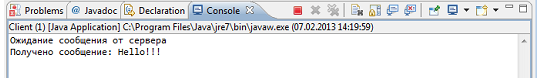 Problems @ Javadoc Declaration Console
Client (1) [Java Application] C:\Program Files\Java\jre7\bin\javaw.exe (07.02.2013 14:19:59)
Ожидание сообщения от сервера
Получено сообщение: Hello!!!